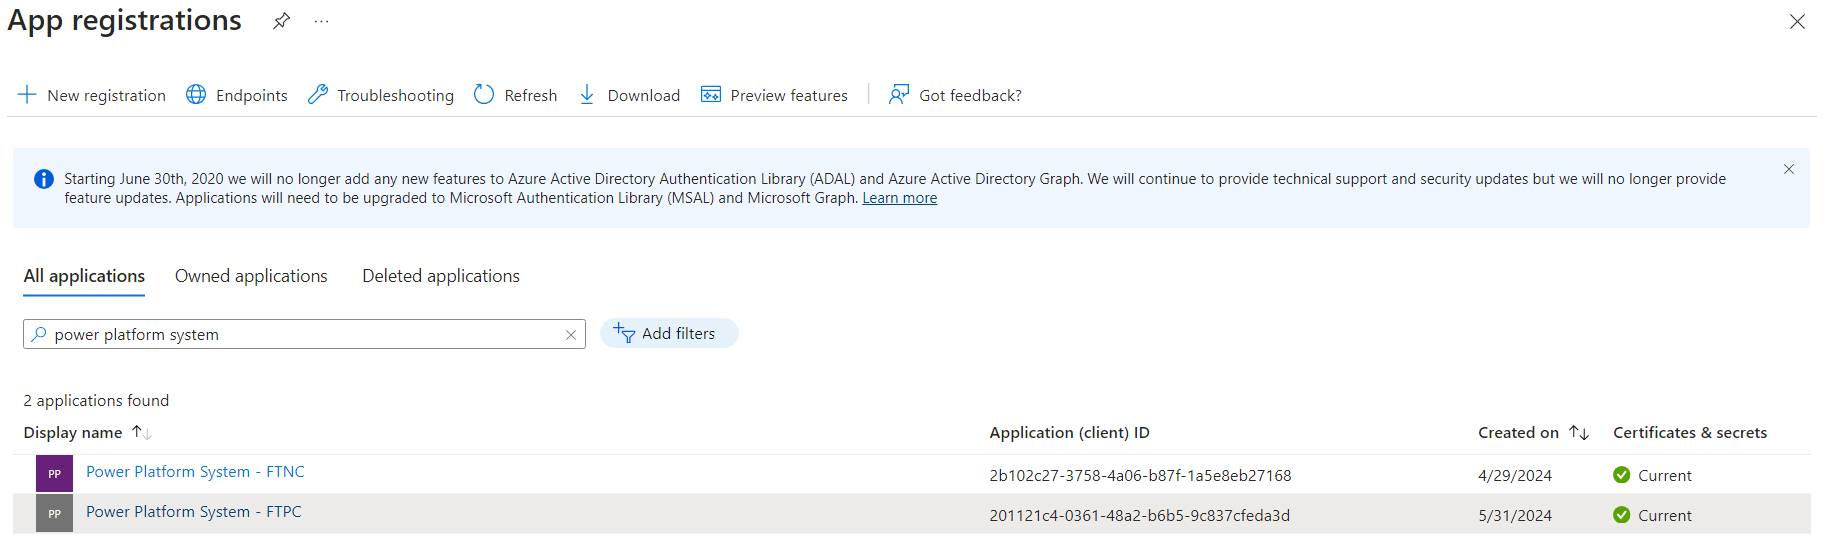 App registrations
New registration Endpoints Troubleshooting Refresh Download Preview features Got feedback?
Starting June 30th, 2020 we will no longer add any new features to Azure Active Directory Authentication Library (ADAL) and Azure Active Directory Graph. We will continue to provide technical support and security updates but we will no longer provide
feature updates. Applications will need to be upgraded to Microsoft Authentication Library (MSAL) and Microsoft Graph. Learn more
All applications Owned applications Deleted applications
power platform system Add filters
2 applications found
Display name Application (client) ID Created on Certificates & secrets
PP Power Platform System - FTNC 2b102c27-3758-4a06-b87f-1a5e8eb27168 4/29/2024 Current
PP Power Platform System - FTPC 201121c4-0361-48a2-b6b5-9c837cfeda3d 5/31/2024 Current